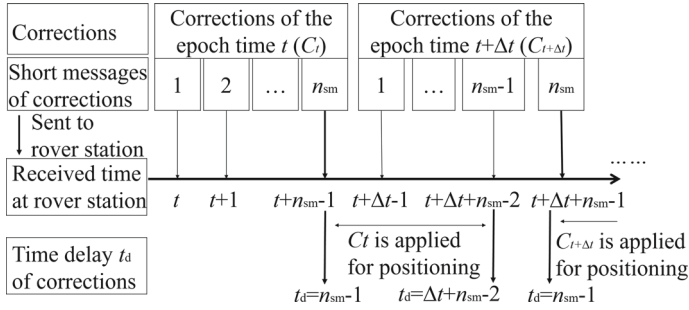 Corrections
Corrections of the
epoch time t (Ct)
Corrections of the
epoch time t+Δt (Ct+Δt)
Short messages
of corrections
1
2
...
nsm
1
...
nsm-1
nsm
Sent to
rover station
Received time
at rover station
......
t
t+1
t+nsm-1
t+Δt-1
t+Δt+nsm-2
t+Δt+nsm-1
Time delay td
of corrections
Ct is applied
for positioning
Ct+Δt is applied
for positioning
td=nsm-1
td=Δt+nsm-2
td=nsm-1